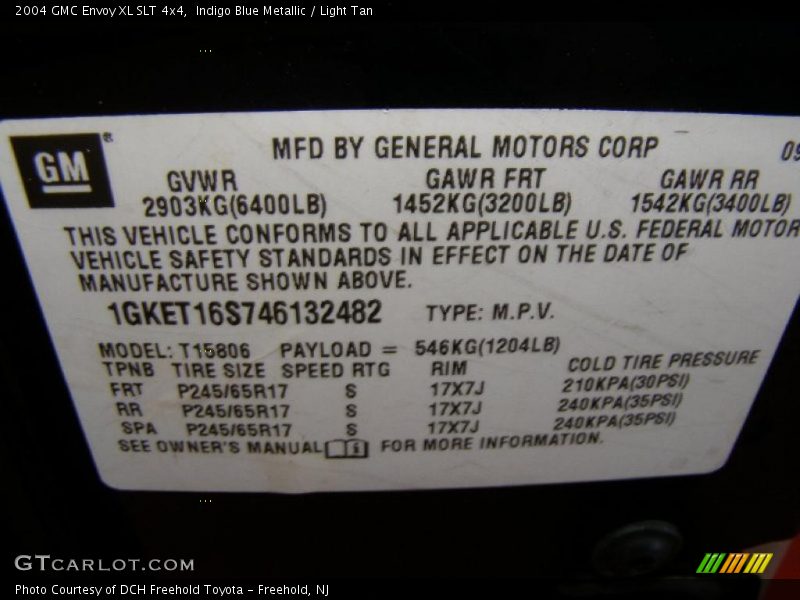 2004 GMC Envoy XL SLT 4x4,  Indigo Blue Metallic / Light Tan
GM®
MFD BY GENERAL MOTORS CORP 09
GVWR GAWR FRT GAWR RR
2903KG(6400LB) 1452KG(3200LB) 1542KG(3400LB)
THIS VEHICLE CONFORMS TO ALL APPLICABLE U.S. FEDERAL MOTOR
VEHICLE SAFETY STANDARDS IN EFFECT ON THE DATE OF
MANUFACTURE SHOWN ABOVE.
1GKET16S746132482 TYPE: M.P.V.
MODEL: T15806 PAYLOAD = 546KG(1204LB)
TPNB TIRE SIZE SPEED RTG RIM COLD TIRE PRESSURE
FRT P245/65R17 S 17X7J 210KPA(30PSI)
RR P245/65R17 S 17X7J 240KPA(35PSI)
SPA P245/65R17 S 17X7J 240KPA(35PSI)
SEE OWNER'S MANUAL FOR MORE INFORMATION.
GTCARLOT.COM
Photo Courtesy of DCH Freehold Toyota - Freehold, NJ